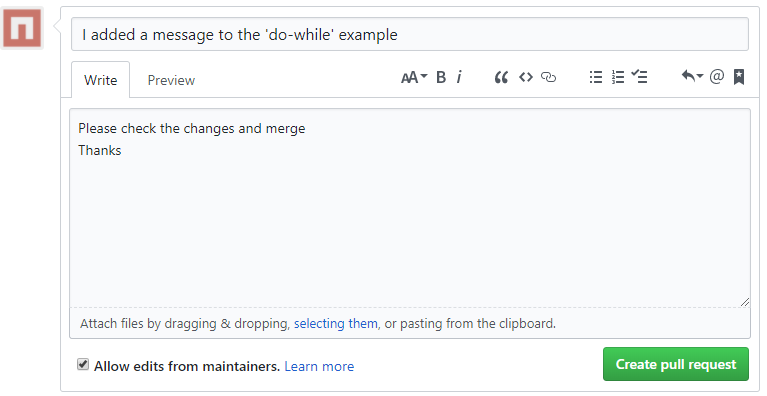 I added a message to the 'do-while' example
Write Preview AA B i @
Please check the changes and merge
Thanks
Attach files by dragging & dropping, selecting them, or pasting from the clipboard.
Allow edits from maintainers. Learn more Create pull request